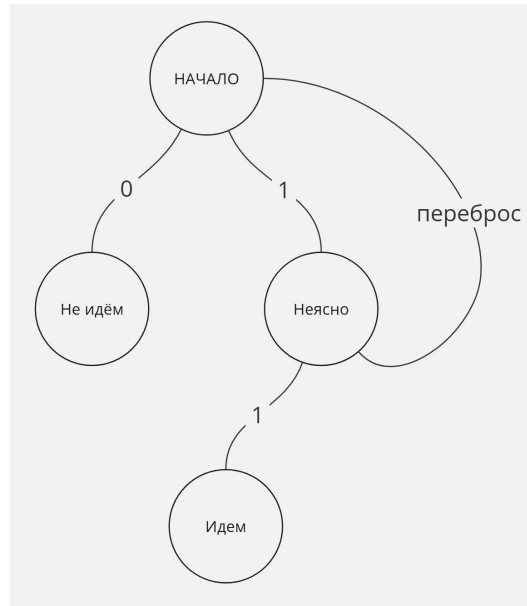 НАЧАЛО
0
1
переброс
Не идём
Неясно
1
Идем